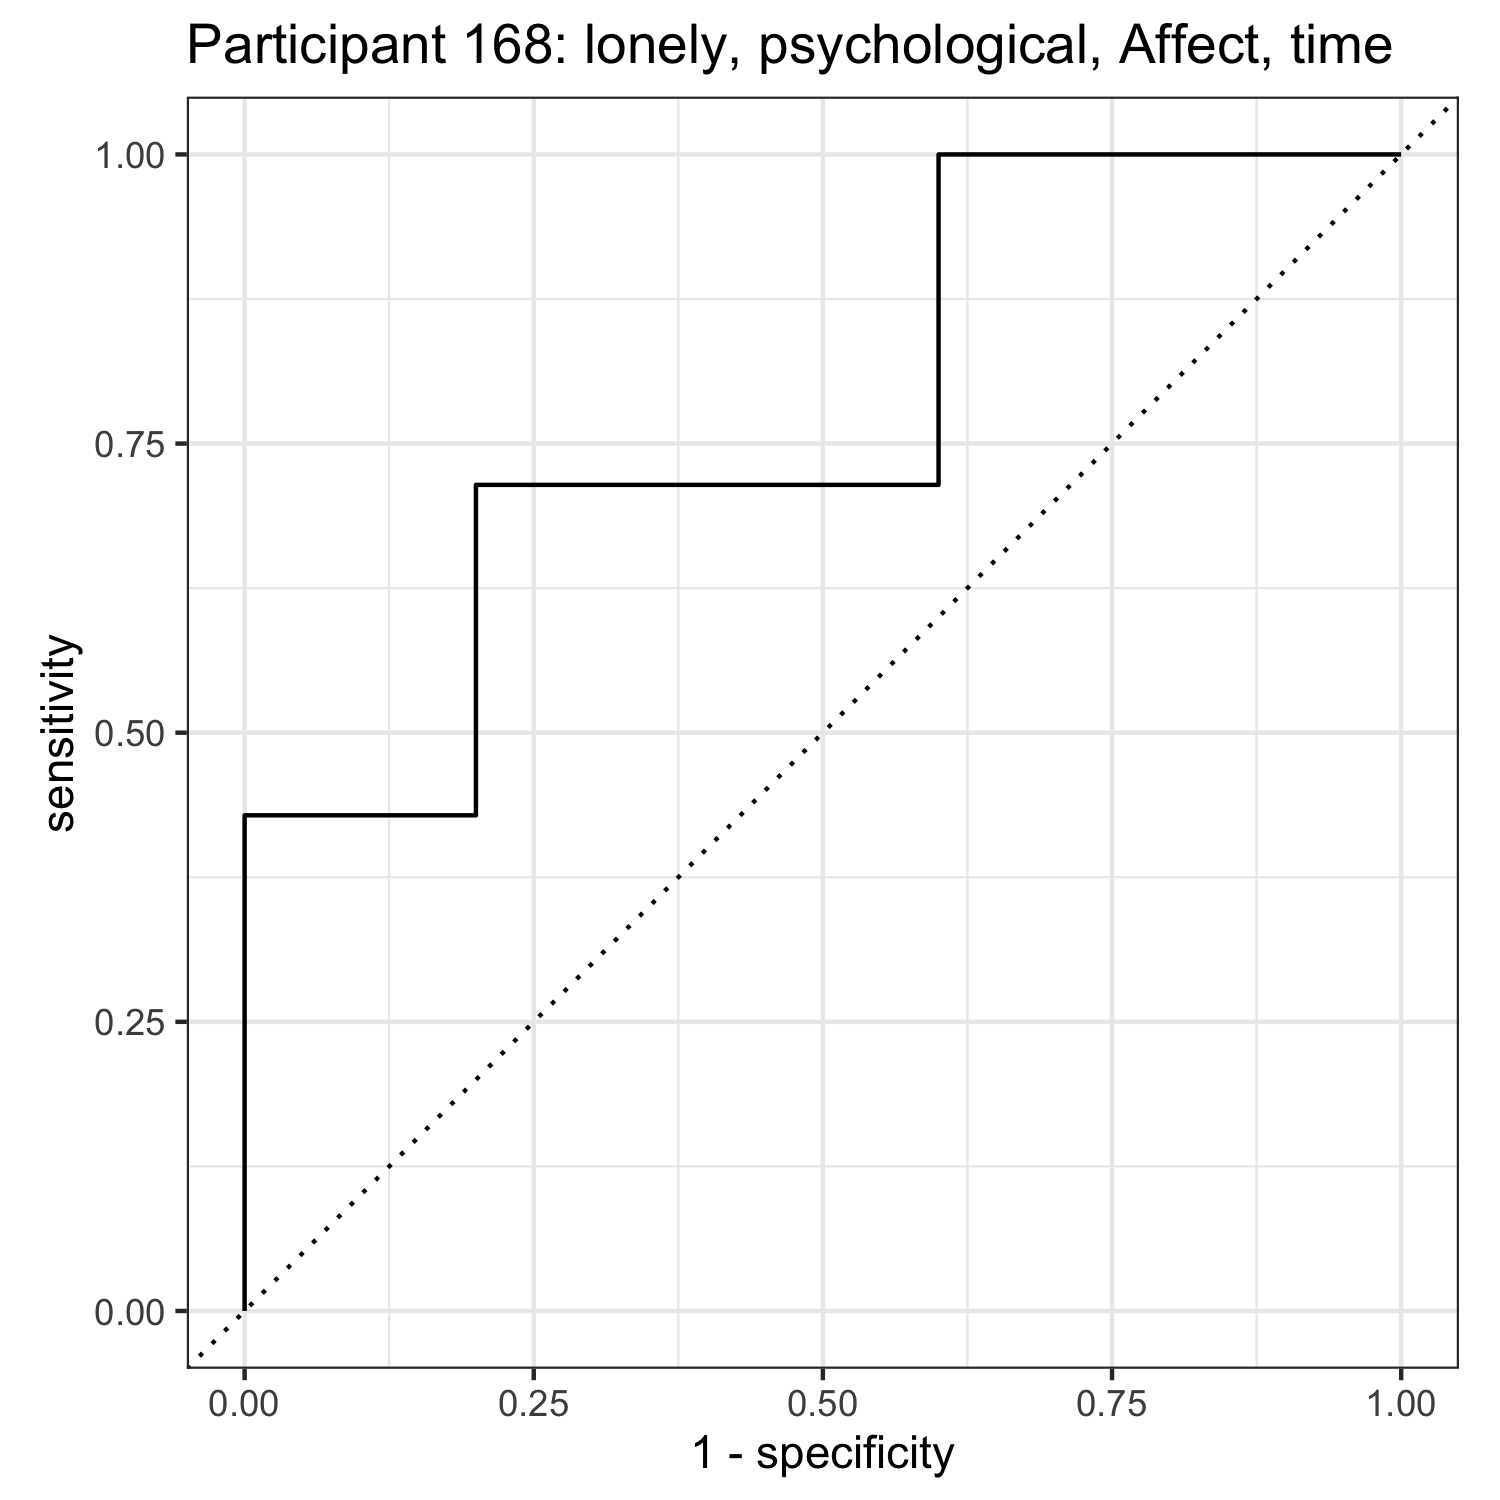 Participant 168: lonely, psychological, Affect, time
1.00
0.75
0.50
0.25
0.00
sensitivity
0.00 0.25 0.50 0.75 1.00
1 - specificity